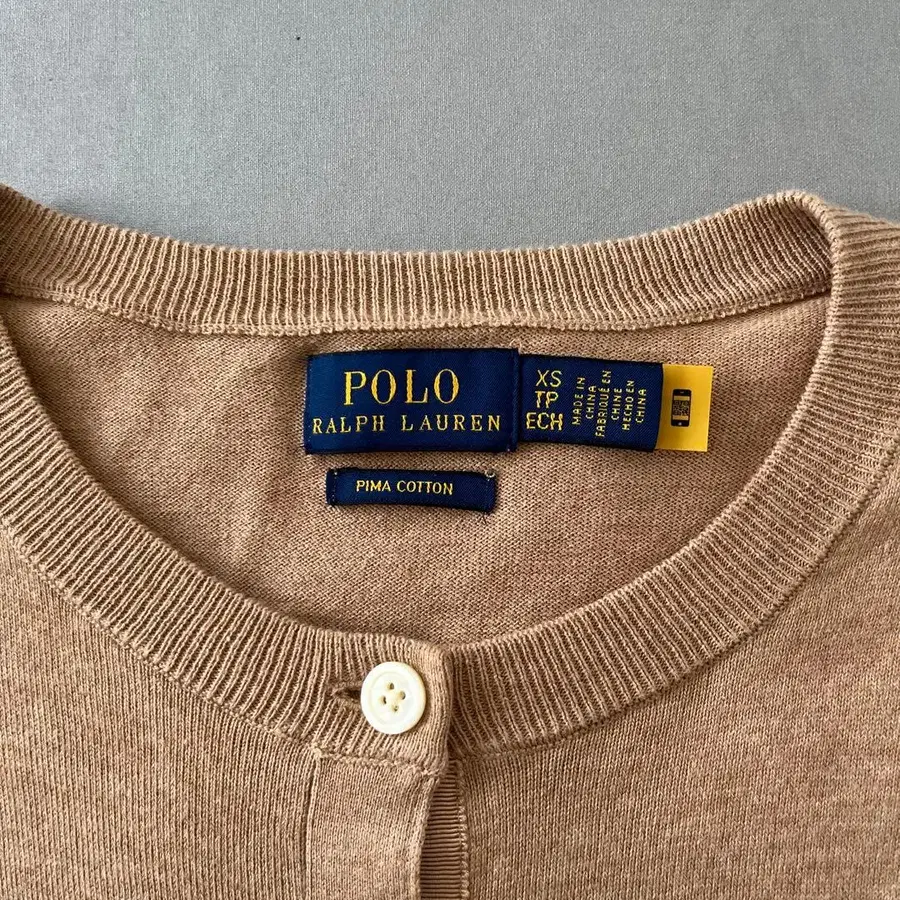 POLO
RALPH LAUREN
XS
TP
ECH
MADE IN
CHINA
FABRIQUÉ EN
CHINE
HECHO EN
CHINA
PIMA COTTON